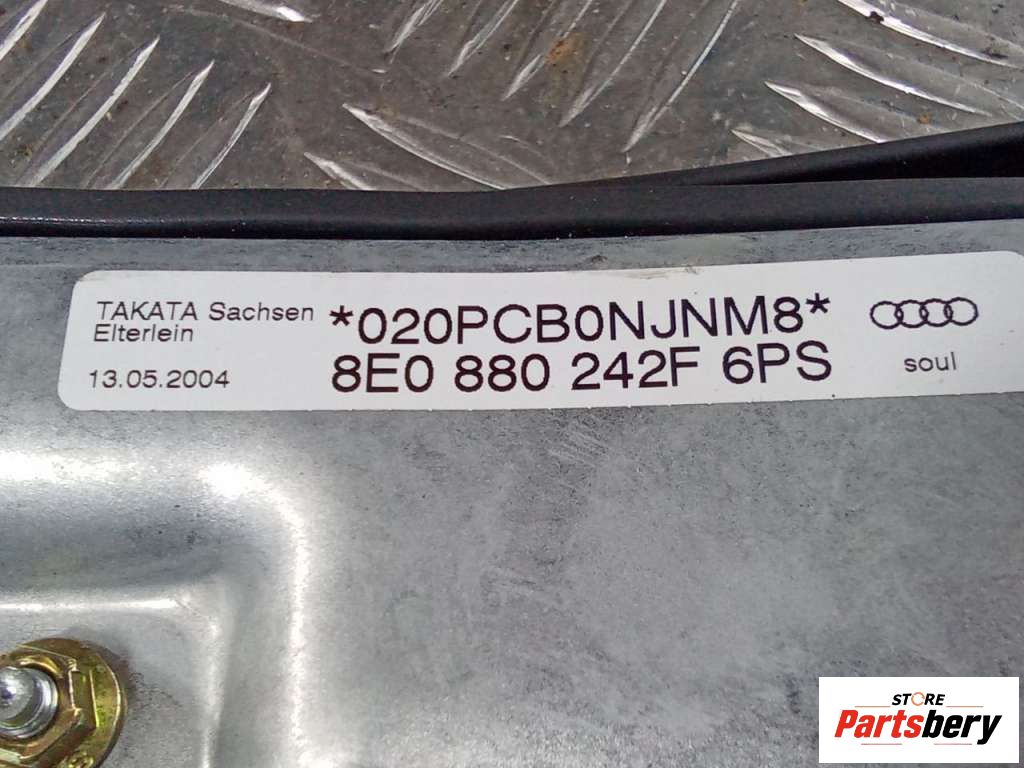 TAKATA Sachsen
Elterlein
13.05.2004
*020PCB0NJNM8*
8E0 880 242F 6PS
soul
STORE
Partsbery